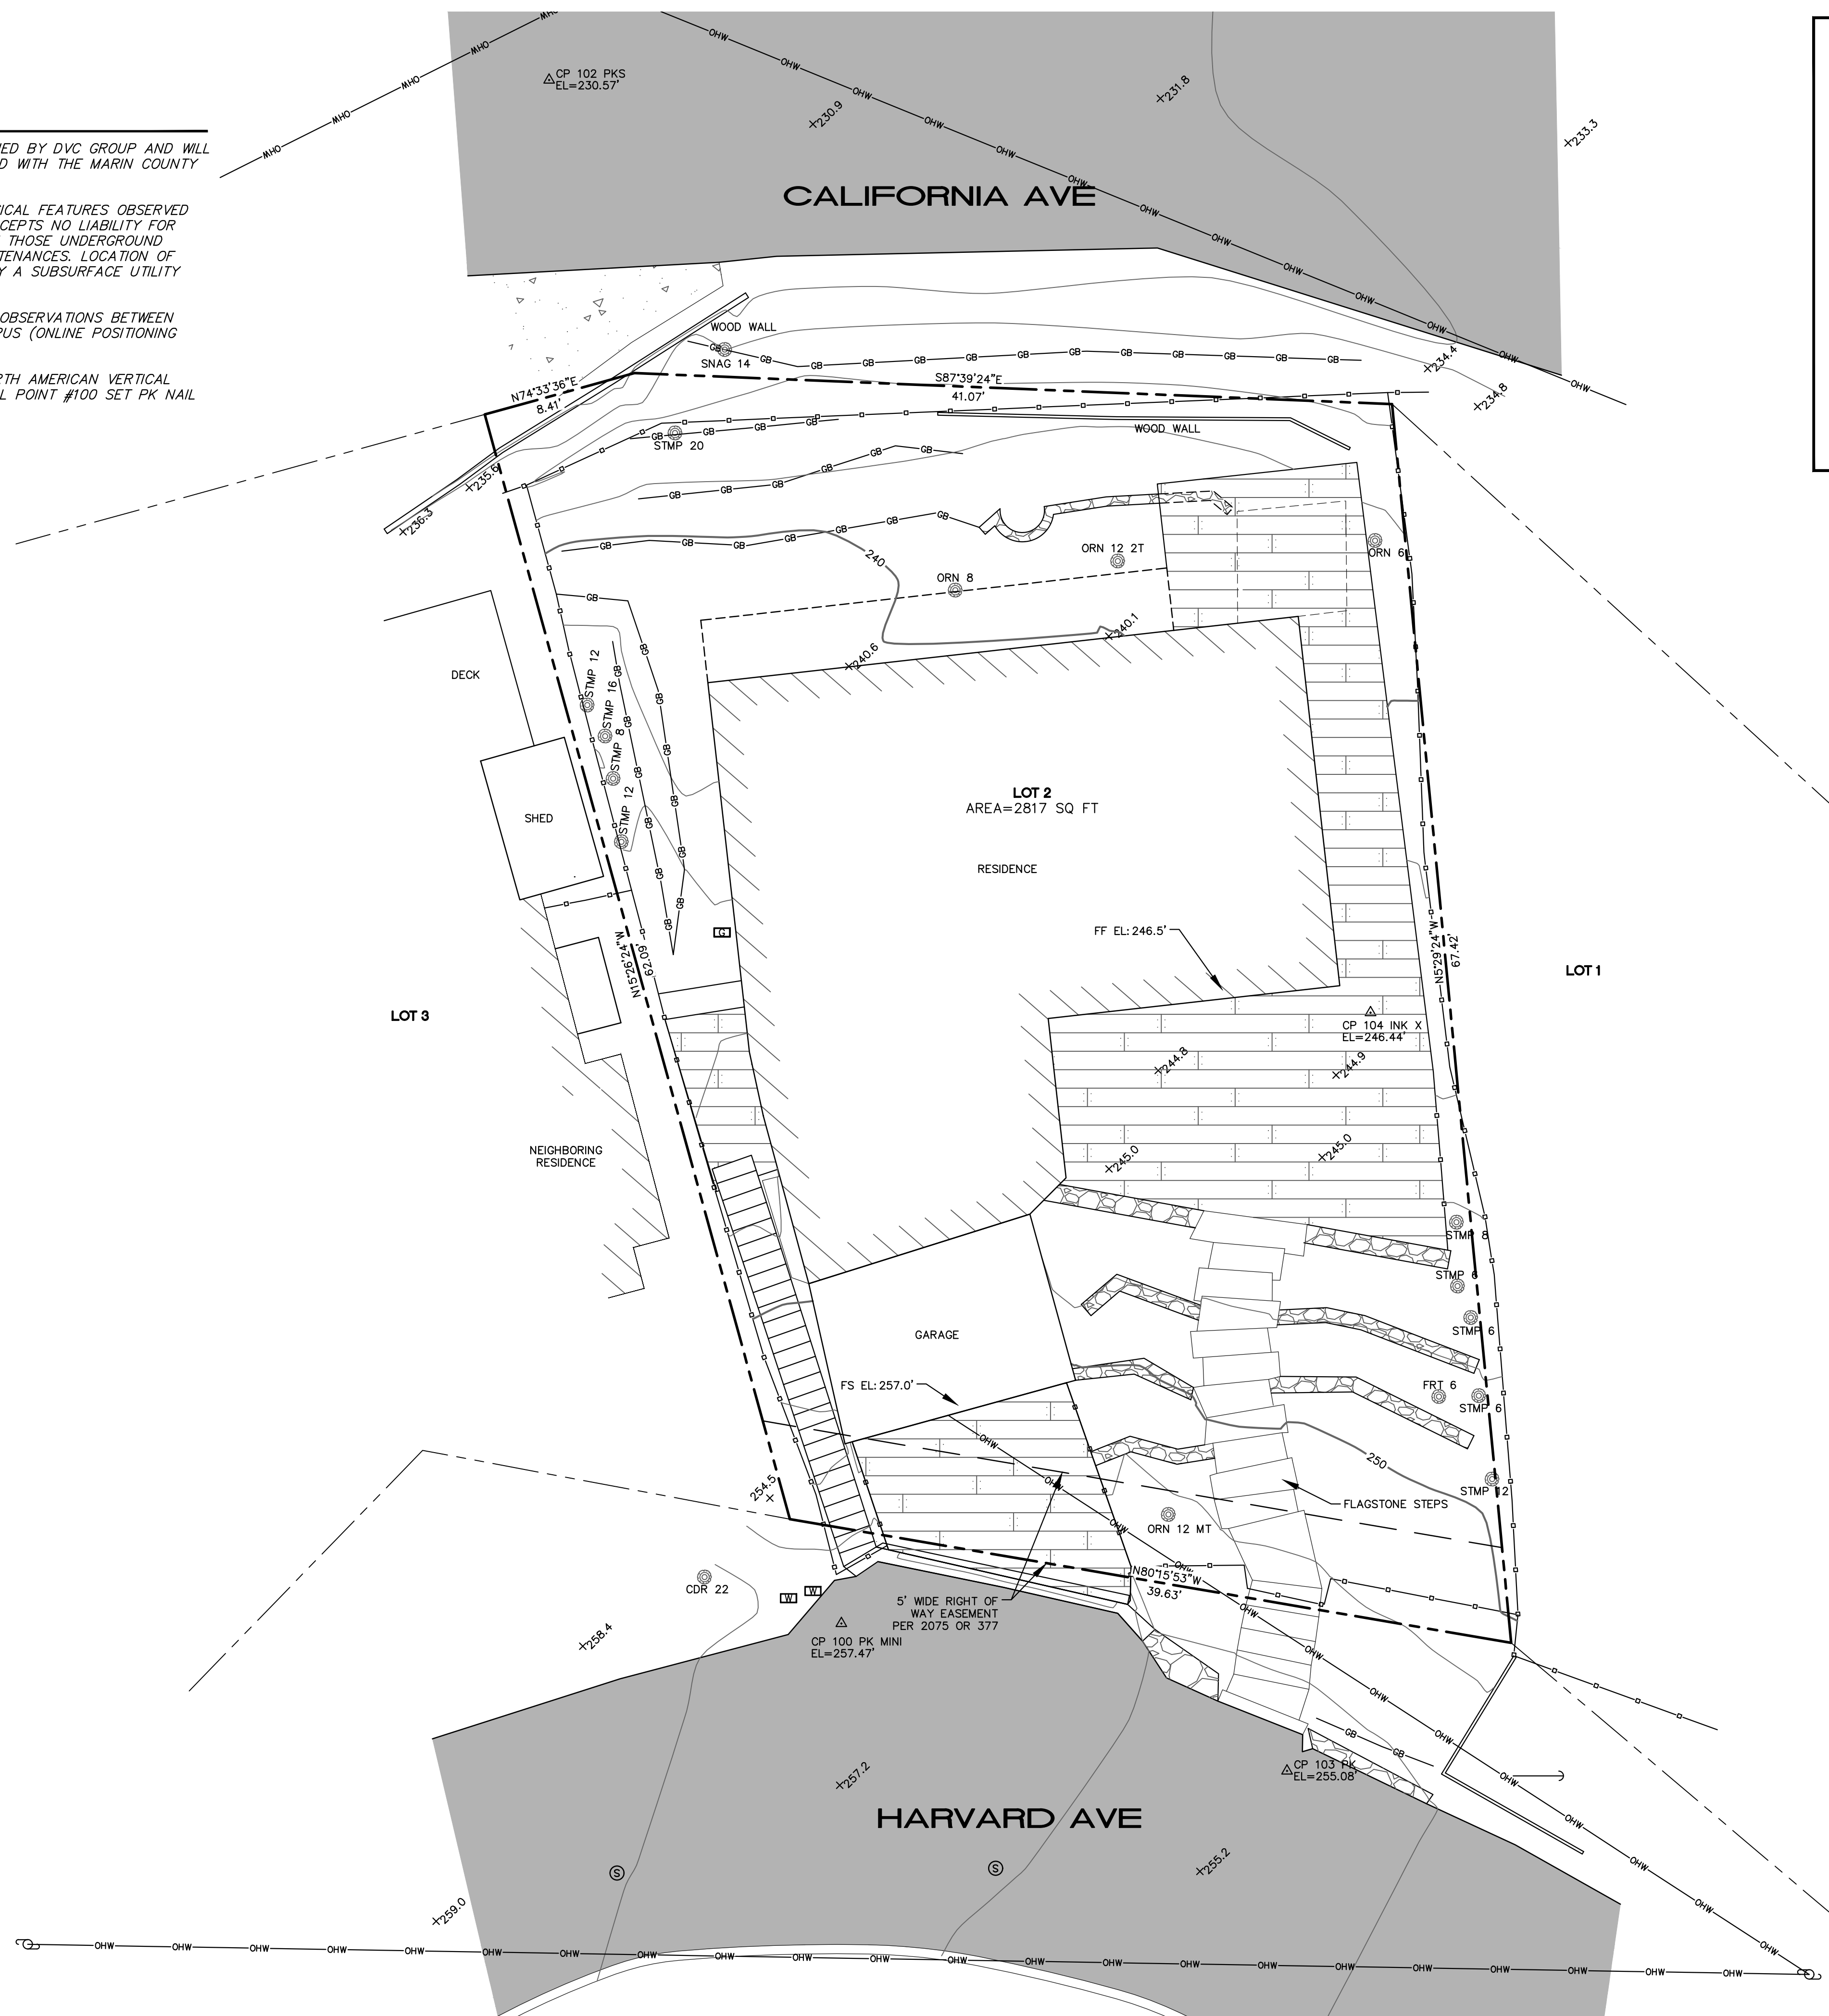 CP 102 PKS
EL=230.57'
230.9
231.8
233.3
CALIFORNIA AVE
BY DVC GROUP AND WILL
WITH THE MARIN COUNTY
FEATURES OBSERVED
NO LIABILITY FOR
THOSE UNDERGROUND
LOCATION OF
A SUBSURFACE UTILITY
OBSERVATIONS BETWEEN
(ONLINE POSITIONING
AMERICAN VERTICAL
POINT #100 SET PK NAIL
WOOD WALL
SNAG 14
N74°33'36"E
8.41'
S87°39'24"E
41.07'
234.4
234.8
STMP 20
WOOD WALL
235.6
236.3
240
ORN 12 2T
ORN 6
ORN 8
240.1
240.6
DECK
STMP 12
STMP 16
STMP 8
STMP 12
SHED
LOT 2
AREA=2817 SQ FT
RESIDENCE
FF EL: 246.5'
G
N15°26'24"W
62.09'
N5°29'24"W
67.42'
LOT 1
LOT 3
CP 104 INK X
EL=246.44'
244.8
244.9
245.0
245.0
NEIGHBORING
RESIDENCE
STMP 8
STMP 6
STMP 6
GARAGE
FS EL: 257.0'
FRT 6
STMP 6
250
254.5
STMP 12
FLAGSTONE STEPS
ORN 12 MT
CDR 22
W
W
N80°15'53"W
39.63'
5' WIDE RIGHT OF
WAY EASEMENT
PER 2075 OR 377
CP 100 PK MINI
EL=257.47'
258.4
257.2
CP 103 PK
EL=255.08'
HARVARD AVE
255.2
S
S
259.0
OHW
GB